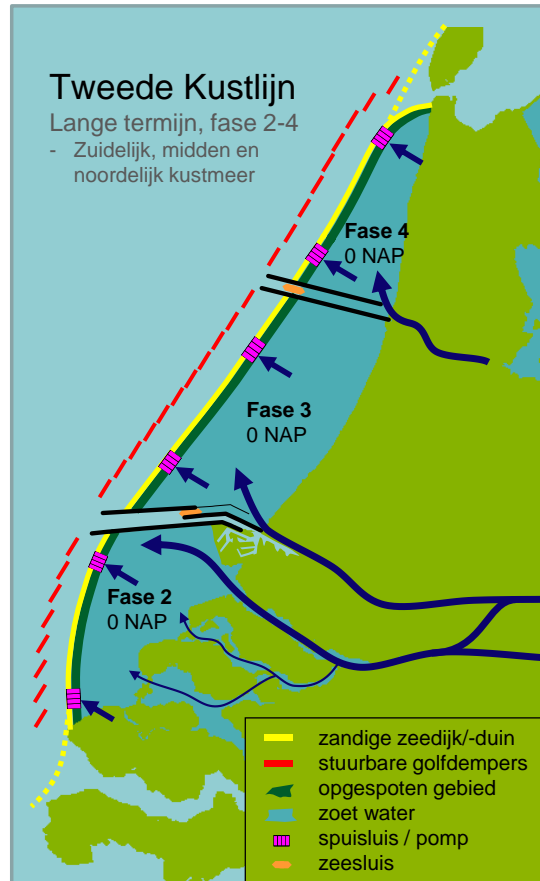 Tweede Kustlijn
Lange termijn, fase 2-4
- Zuidelijk, midden en
noordelijk kustmeer
Fase 4
0 NAP
Fase 3
0 NAP
Fase 2
0 NAP
zandige zeedijk/-duin
stuurbare golfdempers
opgespoten gebied
zoet water
spuisluis / pomp
zeesluis